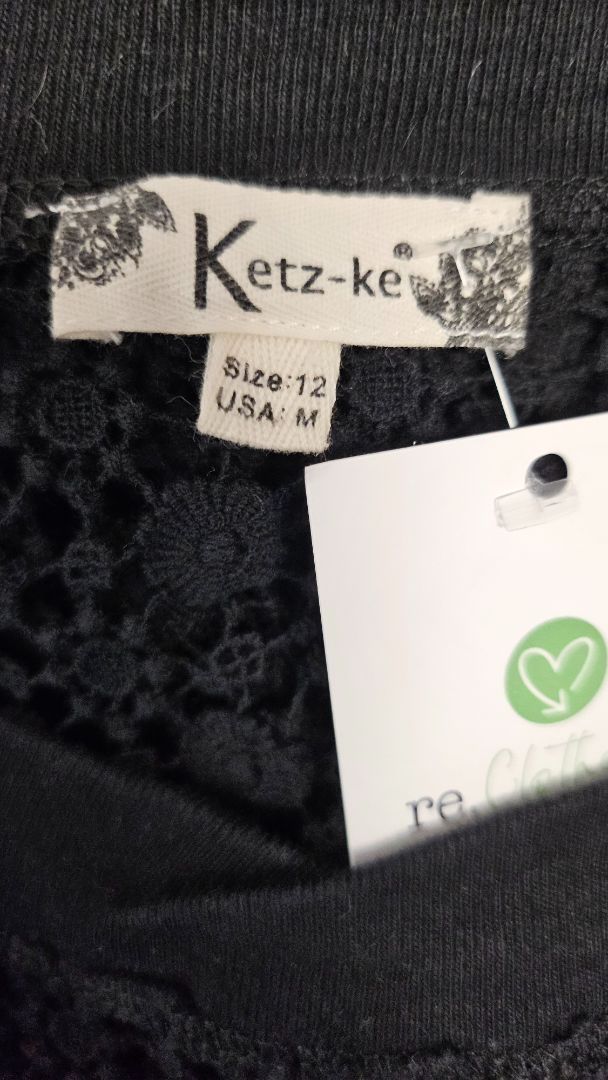 Ketz-ke®
Size:12
USA: M
re.